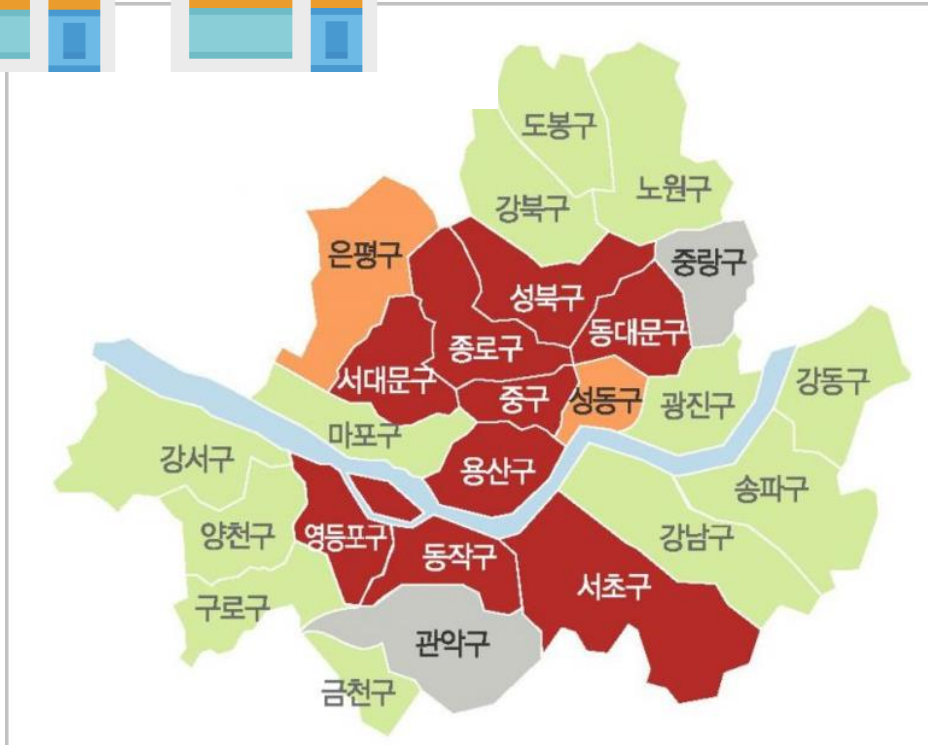 도봉구
노원구
강북구
은평구
중랑구
성북구
동대문구
종로구
서대문구
중구
성동구
광진구
강동구
마포구
강서구
용산구
송파구
양천구
영등포구
강남구
동작구
서초구
구로구
관악구
금천구